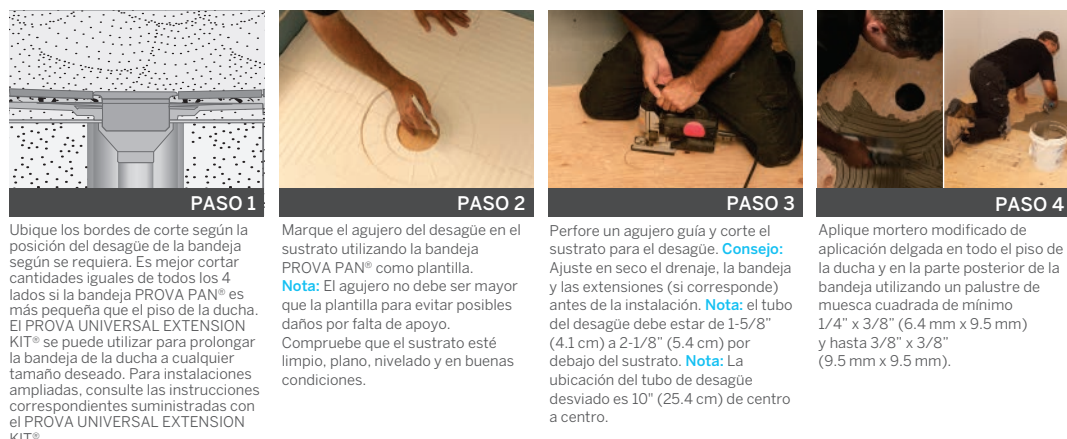 PASO 1
Ubique los bordes de corte según la
posición del desagüe de la bandeja
según se requiera. Es mejor cortar
cantidades iguales de todos los 4
lados si la bandeja PROVA PAN® es
más pequeña que el piso de la ducha.
El PROVA UNIVERSAL EXTENSION
KIT® se puede utilizar para prolongar
la bandeja de la ducha a cualquier
tamaño deseado. Para instalaciones
ampliadas, consulte las instrucciones
correspondientes suministradas con
el PROVA UNIVERSAL EXTENSION
KIT®
PASO 2
Marque el agujero del desagüe en el
sustrato utilizando la bandeja
PROVA PAN® como plantilla.
Nota: El agujero no debe ser mayor
que la plantilla para evitar posibles
daños por falta de apoyo.
Compruebe que el sustrato esté
limpio, plano, nivelado y en buenas
condiciones.
PASO 3
Perfore un agujero guía y corte el
sustrato para el desagüe. Consejo:
Ajuste en seco el drenaje, la bandeja
y las extensiones (si corresponde)
antes de la instalación. Nota: el tubo
del desagüe debe estar de 1-5/8”
(4.1 cm) a 2-1/8” (5.4 cm) por
debajo del sustrato. Nota: La
ubicación del tubo de desagüe
desviado es 10" (25.4 cm) de centro
a centro.
PASO 4
Aplique mortero modificado de
aplicación delgada en todo el piso de
la ducha y en la parte posterior de la
bandeja utilizando un palustre de
muesca cuadrada de mínimo
1/4” x 3/8” (6.4 mm x 9.5 mm)
y hasta 3/8” x 3/8”
(9.5 mm x 9.5 mm).